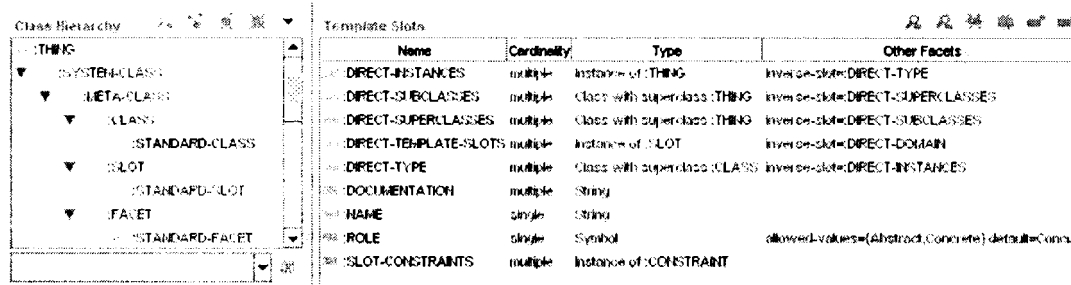 Class Hierarchy
:THING
:SYSTEM-CLASS
:META-CLASS
:CLASS
:STANDARD-CLASS
:SLOT
:STANDARD-SLOT
:FACET
:STANDARD-FACET
Template Slots
Name Cardinality Type Other Facets
:DIRECT-INSTANCES multiple Instance of :THING inverse-slot=:DIRECT-TYPE
:DIRECT-SUBCLASSES multiple Class with superclass :THING inverse-slot=:DIRECT-SUPERCLASSES
:DIRECT-SUPERCLASSES multiple Class with superclass :THING inverse-slot=:DIRECT-SUBCLASSES
:DIRECT-TEMPLATE-SLOTS multiple Instance of :SLOT inverse-slot=:DIRECT-DOMAIN
:DIRECT-TYPE multiple Class with superclass :CLASS inverse-slot=:DIRECT-INSTANCES
:DOCUMENTATION multiple String
:NAME single String
:ROLE single Symbol allowed-values={Abstract,Concrete} default=Concre
:SLOT-CONSTRAINTS multiple Instance of :CONSTRAINT